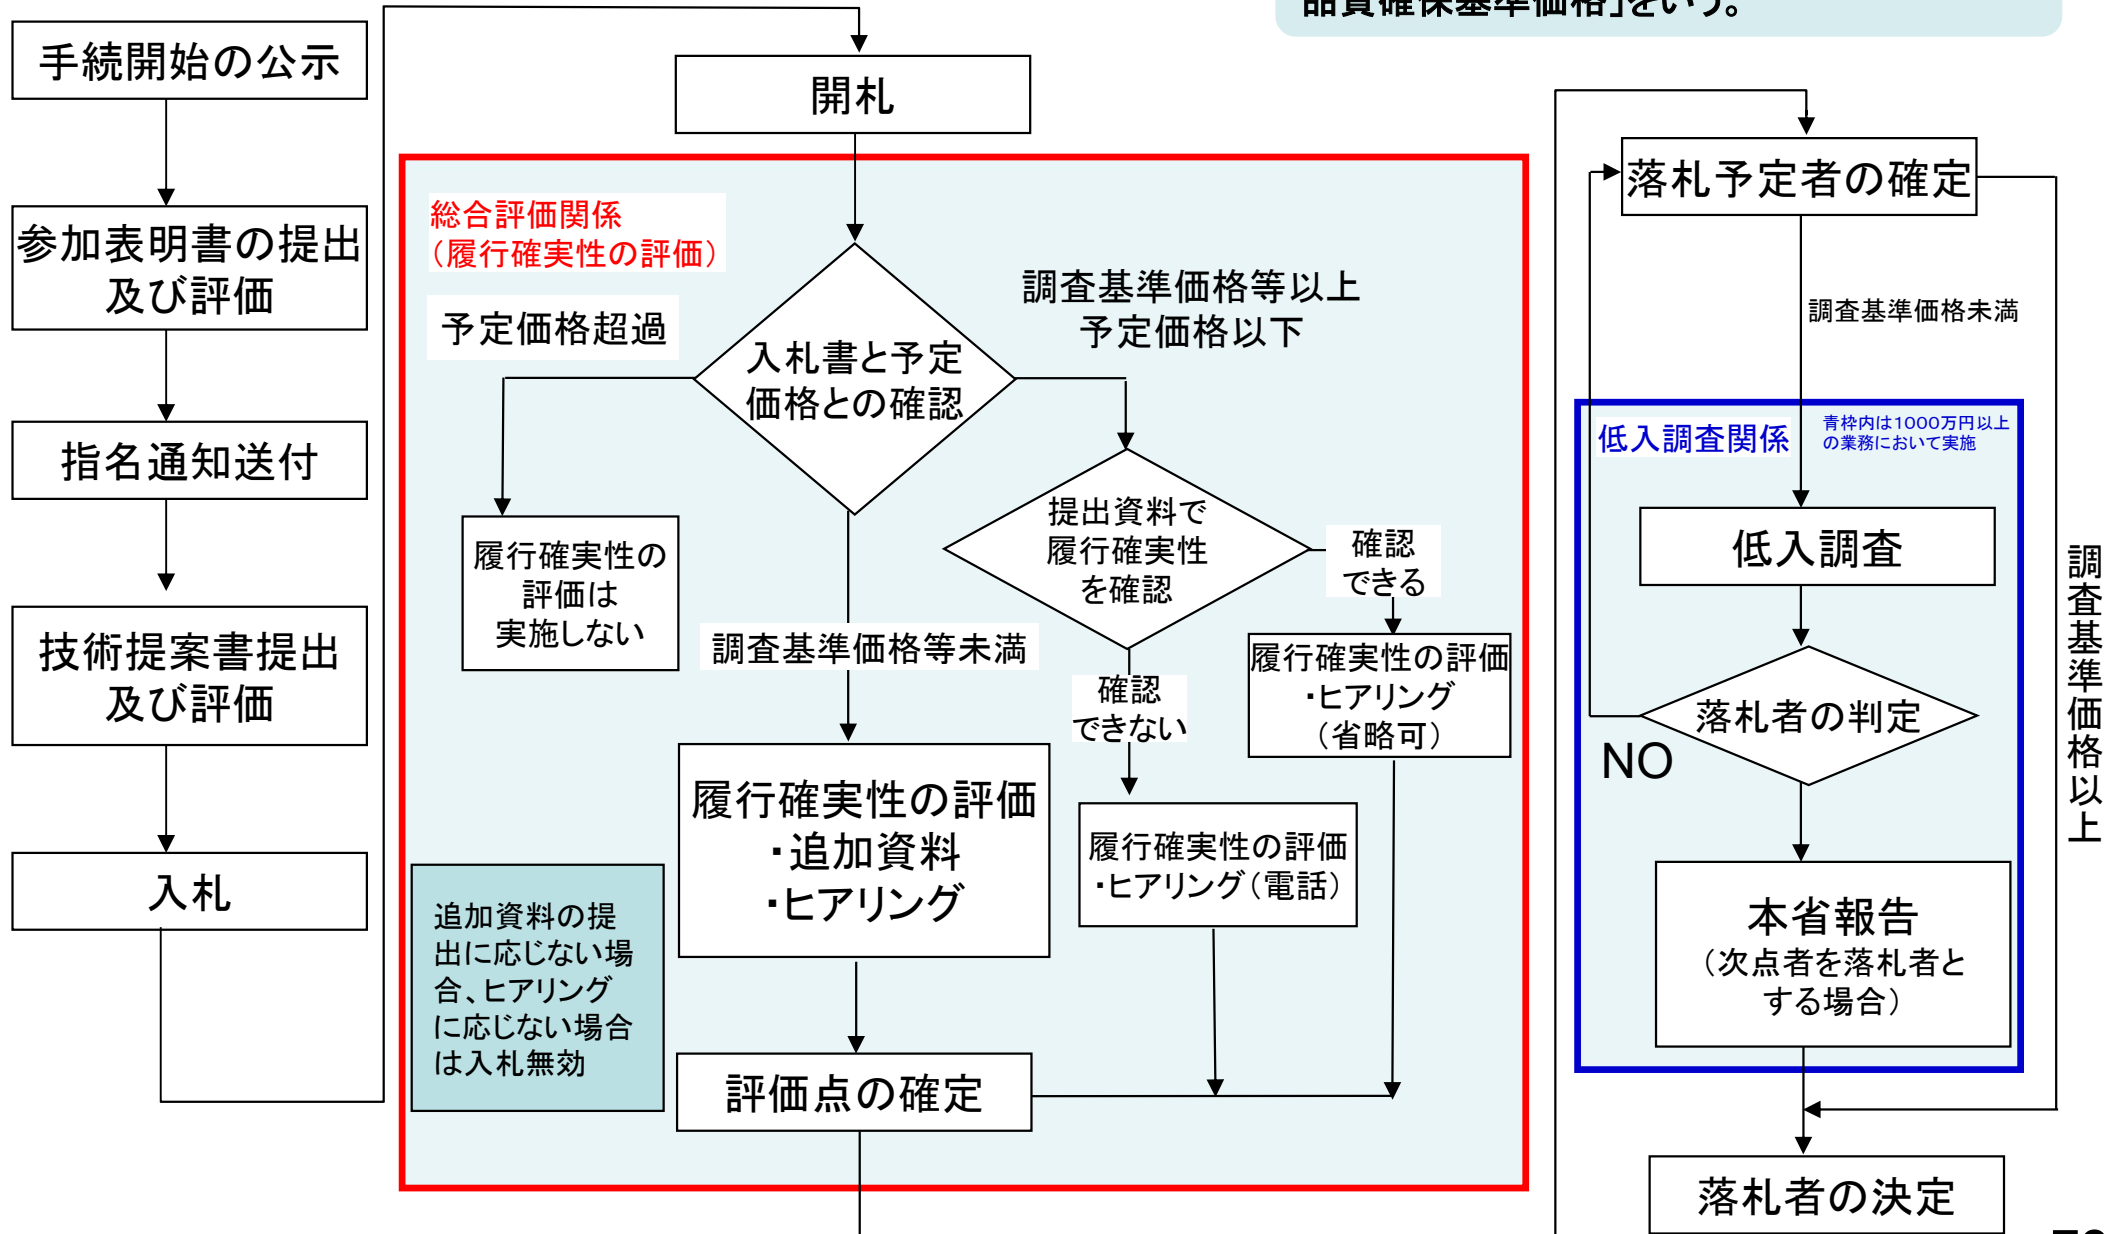 品質確保基準価格」をいう。
手続開始の公示
参加表明書の提出
及び評価
指名通知送付
技術提案書提出
及び評価
入札
開札
総合評価関係
（履行確実性の評価）
予定価格超過
調査基準価格等以上
予定価格以下
入札書と予定
価格との確認
履行確実性の
評価は
実施しない
調査基準価格等未満
提出資料で
履行確実性
を確認
確認
できる
確認
できない
履行確実性の評価
・ヒアリング
（省略可）
履行確実性の評価
・追加資料
・ヒアリング
履行確実性の評価
・ヒアリング（電話）
追加資料の提
出に応じない場
合、ヒアリング
に応じない場合
は入札無効
評価点の確定
落札予定者の確定
調査基準価格未満
低入調査関係
青枠内は1000万円以上
の業務において実施
低入調査
落札者の判定
NO
本省報告
（次点者を落札者と
する場合）
調査基準価格以上
落札者の決定